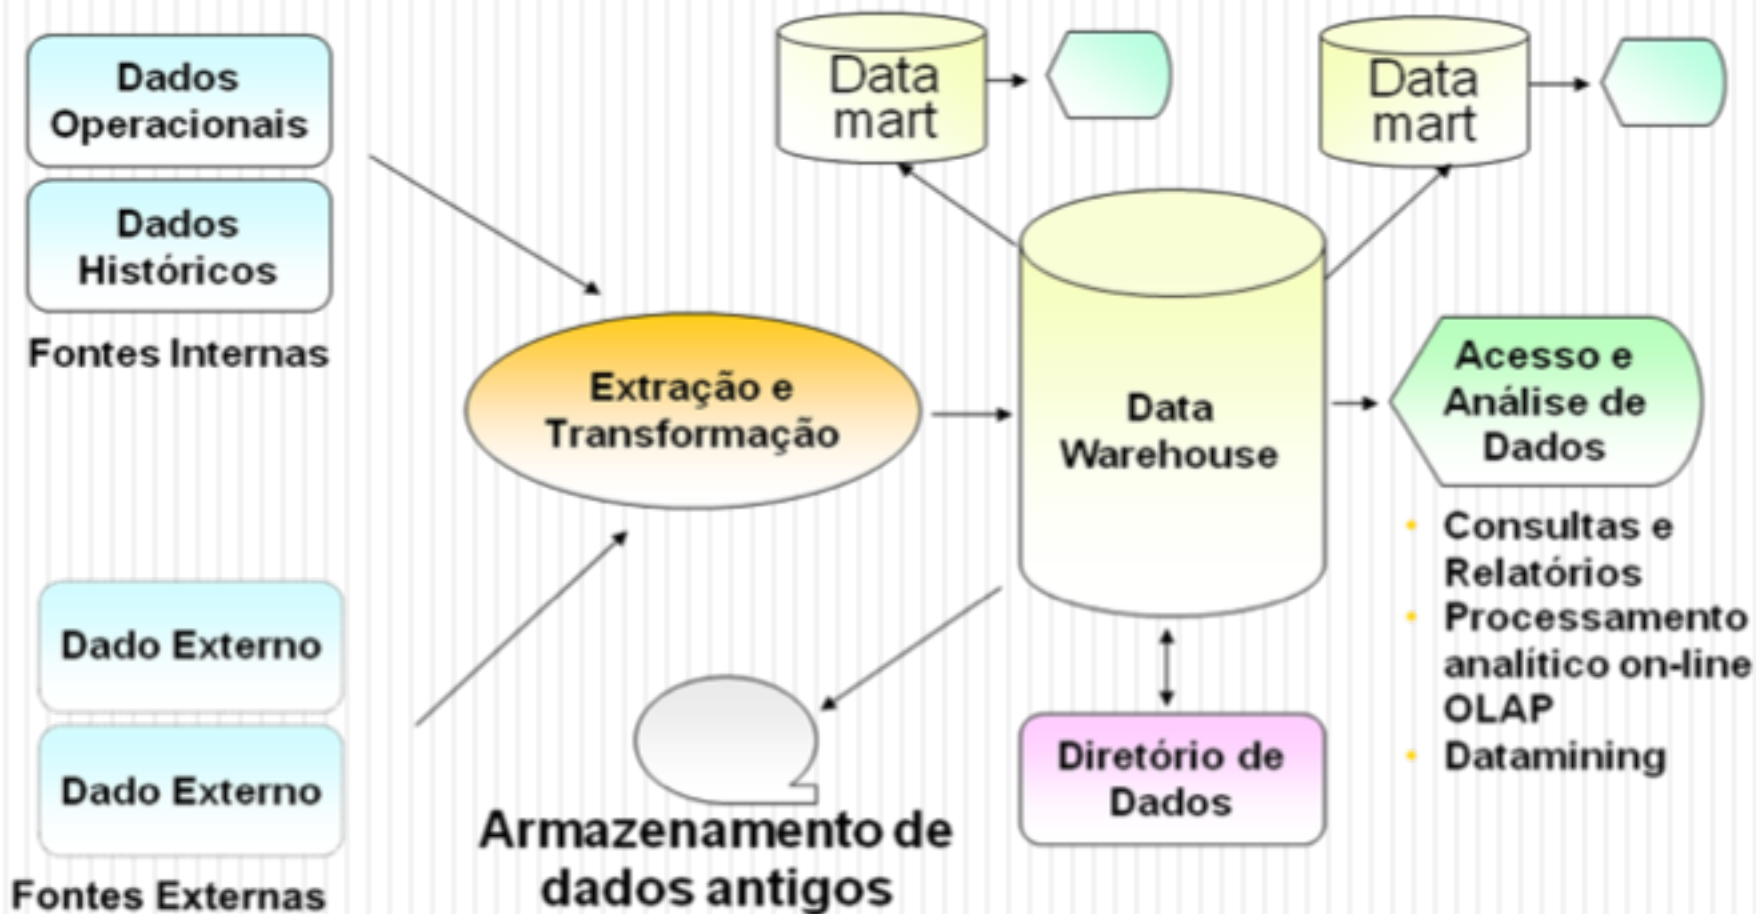 Dados
Operacionais
Dados
Históricos
Fontes Internas
Dado Externo
Dado Externo
Fontes Externas
Extração e
Transformação
Armazenamento de
dados antigos
Data
mart
Data
mart
Data
Warehouse
Diretório de
Dados
Acesso e
Análise de
Dados
• Consultas e
Relatórios
• Processamento
analítico on-line
OLAP
• Datamining